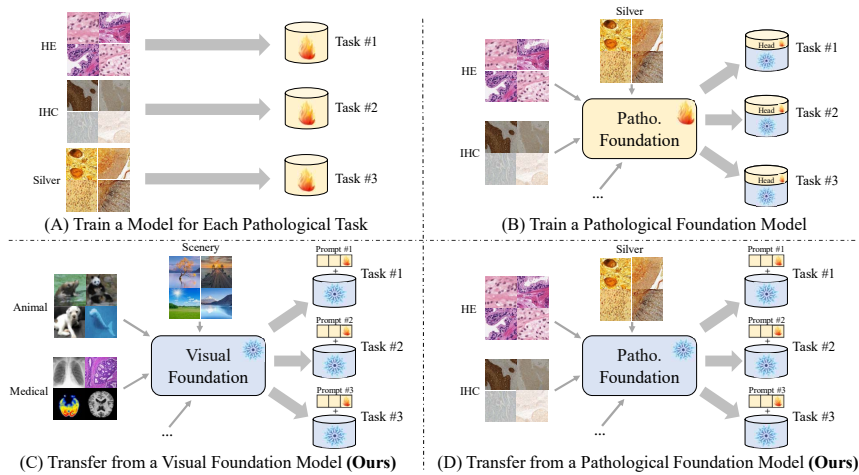 HE
Task #1
IHC
Task #2
Silver
Task #3
(A) Train a Model for Each Pathological Task
Silver
HE
IHC
...
Patho.
Foundation
Head
Task #1
Head
Task #2
Head
Task #3
(B) Train a Pathological Foundation Model
Scenery
Animal
Medical
...
Visual
Foundation
Prompt #1
+
Task #1
Prompt #2
+
Task #2
Prompt #3
+
Task #3
(C) Transfer from a Visual Foundation Model (Ours)
Silver
HE
IHC
...
Patho.
Foundation
Prompt #1
+
Task #1
Prompt #2
+
Task #2
Prompt #3
+
Task #3
(D) Transfer from a Pathological Foundation Model (Ours)